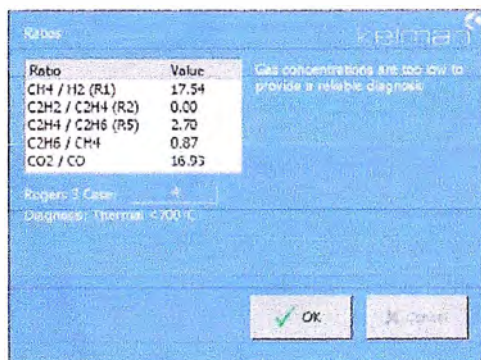 Ratios
kelman
Ratio Value
CH4 / H2 (R1) 17.54
C2H2 / C2H4 (R2) 0.00
C2H4 / C2H6 (R5) 2.70
C2H6 / CH4 0.87
CO2 / CO 16.93
Gas concentrations are too low to
provide a reliable diagnosis
Rogers 3 Case: 4
Diagnosis: Thermal <700°C
OK
Cancel